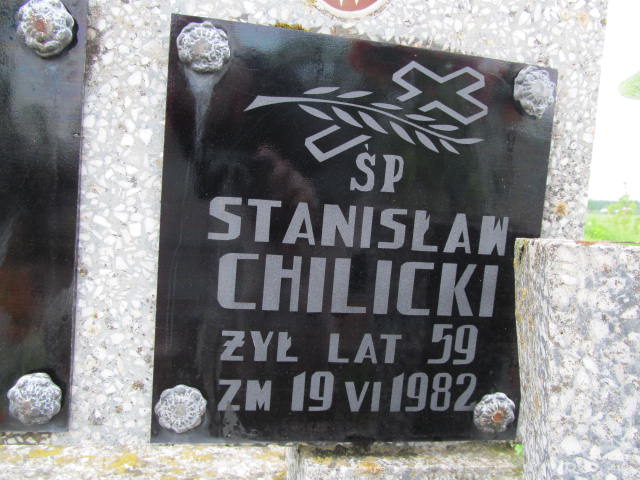 ŚP
STANISŁAW
CHILICKI
ŻYŁ LAT 59
ZM 19 VI 1982